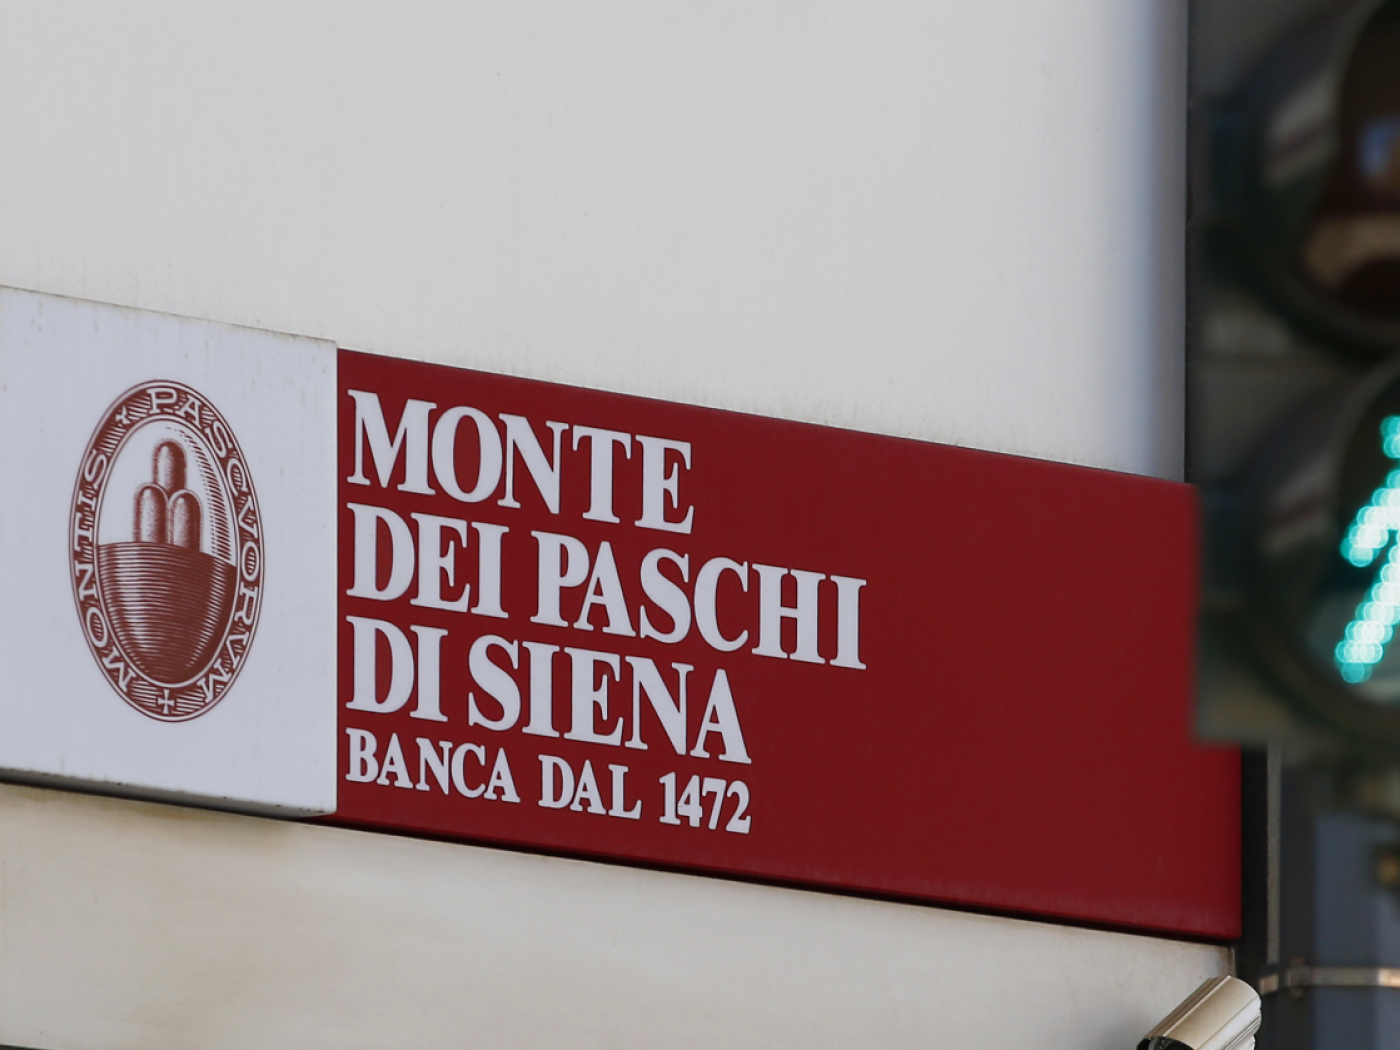 MONTIS PASCVORVM
MONTE
DEI PASCHI
DI SIENA
BANCA DAL 1472